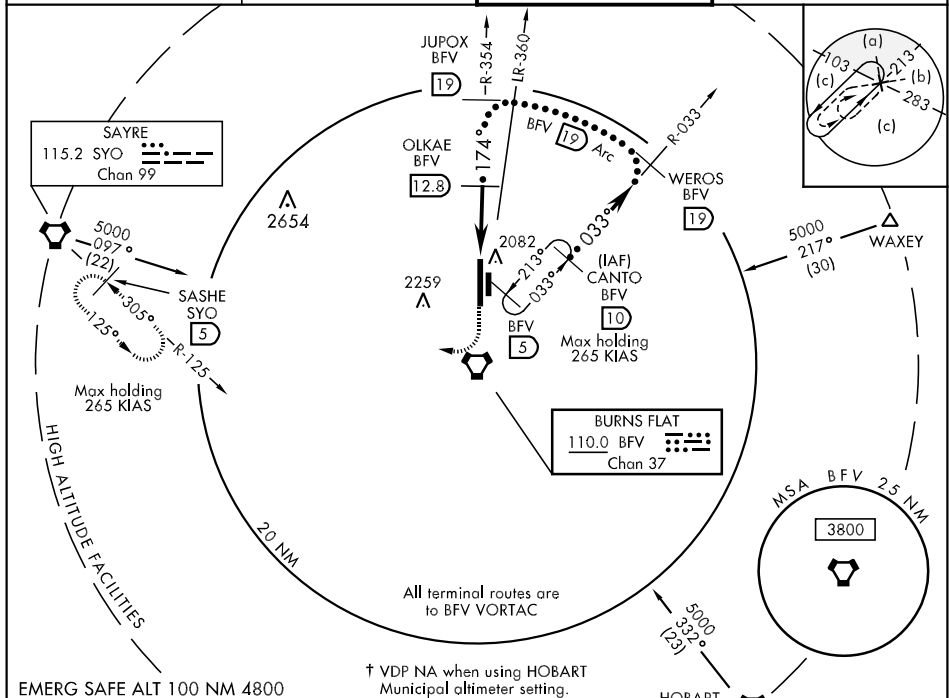 JUPOX
BFV
19
R-354
LR-360
(a)
103
213
(b)
(c)
283
(c)
SAYRE
115.2 SYO
Chan 99
OLKAE
BFV
12.8
174°
BFV 19 Arc
R-033
WEROS
BFV
19
2654
5000
097°
(22)
5000
217°
(30)
WAXEY
2082
2259
213°
033°
033°
(IAF)
CANTO
BFV
10
Max holding
265 KIAS
SASHE
SYO
5
305°
125°
R-125
BFV
5
Max holding
265 KIAS
BURNS FLAT
110.0 BFV
Chan 37
HIGH ALTITUDE FACILITIES
20 NM
MSA BFV 25 NM
3800
All terminal routes are
to BFV VORTAC
5000
332°
(23)
EMERG SAFE ALT 100 NM 4800
† VDP NA when using HOBART
Municipal altimeter setting.
HOBART